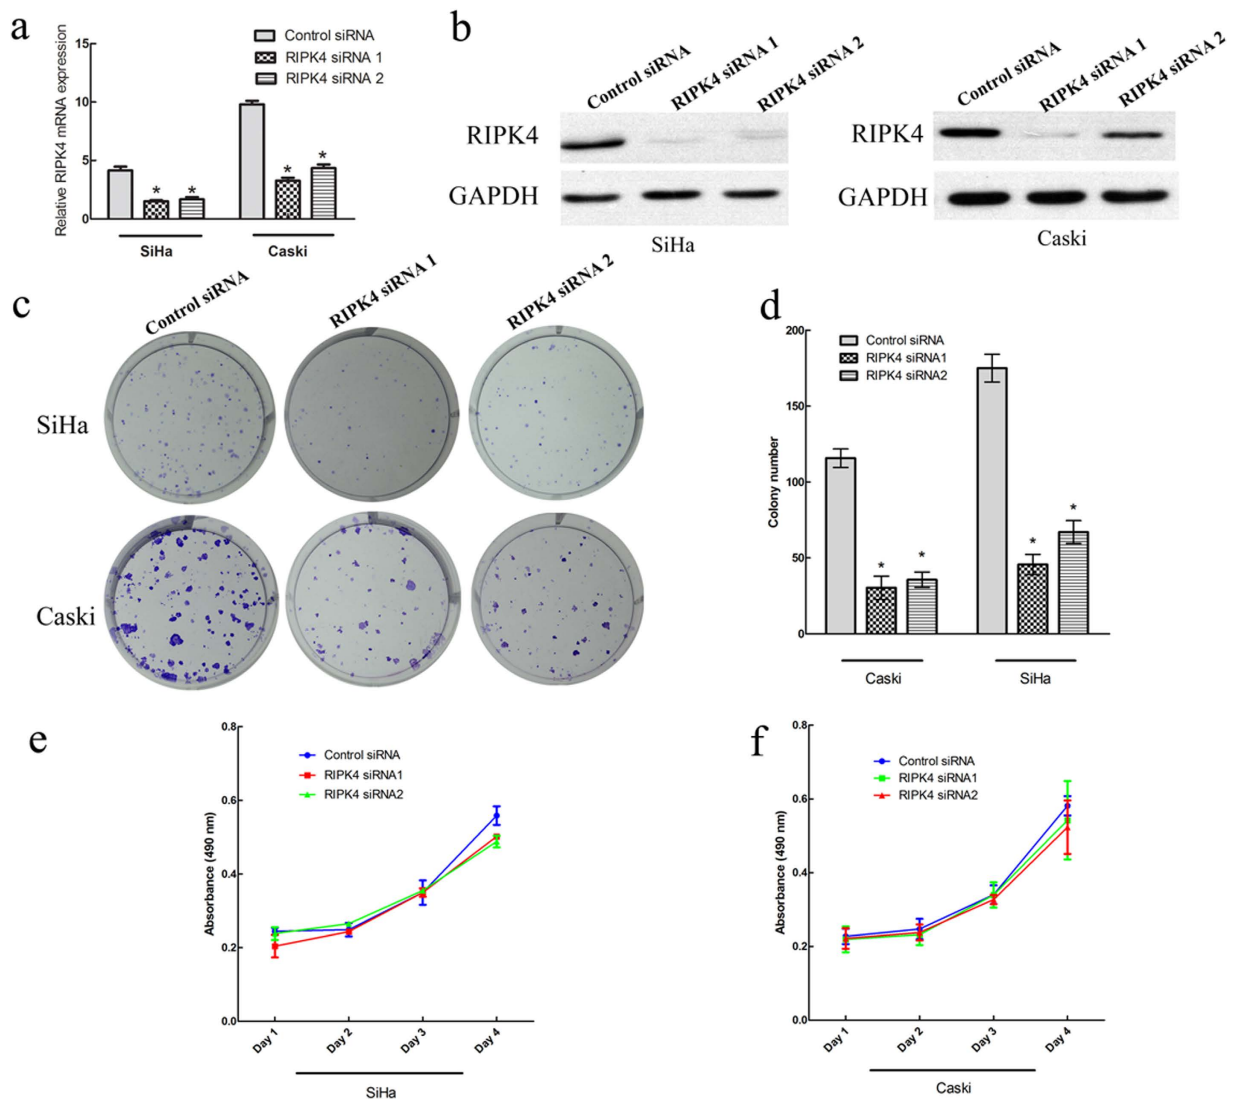 a
Relative RIPK4 mRNA expression
15
10
5
0
Control siRNA
RIPK4 siRNA 1
RIPK4 siRNA 2
*
*
*
*
SiHa
Caski
b
Control siRNA
RIPK4 siRNA 1
RIPK4 siRNA 2
RIPK4
GAPDH
SiHa
Control siRNA
RIPK4 siRNA 1
RIPK4 siRNA 2
RIPK4
GAPDH
Caski
c
Control siRNA
RIPK4 siRNA 1
RIPK4 siRNA 2
SiHa
Caski
d
Colony number
200
150
100
50
0
Control siRNA
RIPK4 siRNA1
RIPK4 siRNA2
*
*
*
*
Caski
SiHa
e
Absorbance (490 nm)
0.8
0.6
0.4
0.2
0.0
Control siRNA
RIPK4 siRNA1
RIPK4 siRNA2
Day 1
Day 2
Day 3
Day 4
SiHa
f
Absorbance (490 nm)
0.8
0.6
0.4
0.2
0.0
Control siRNA
RIPK4 siRNA1
RIPK4 siRNA2
Day 1
Day 2
Day 3
Day 4
Caski